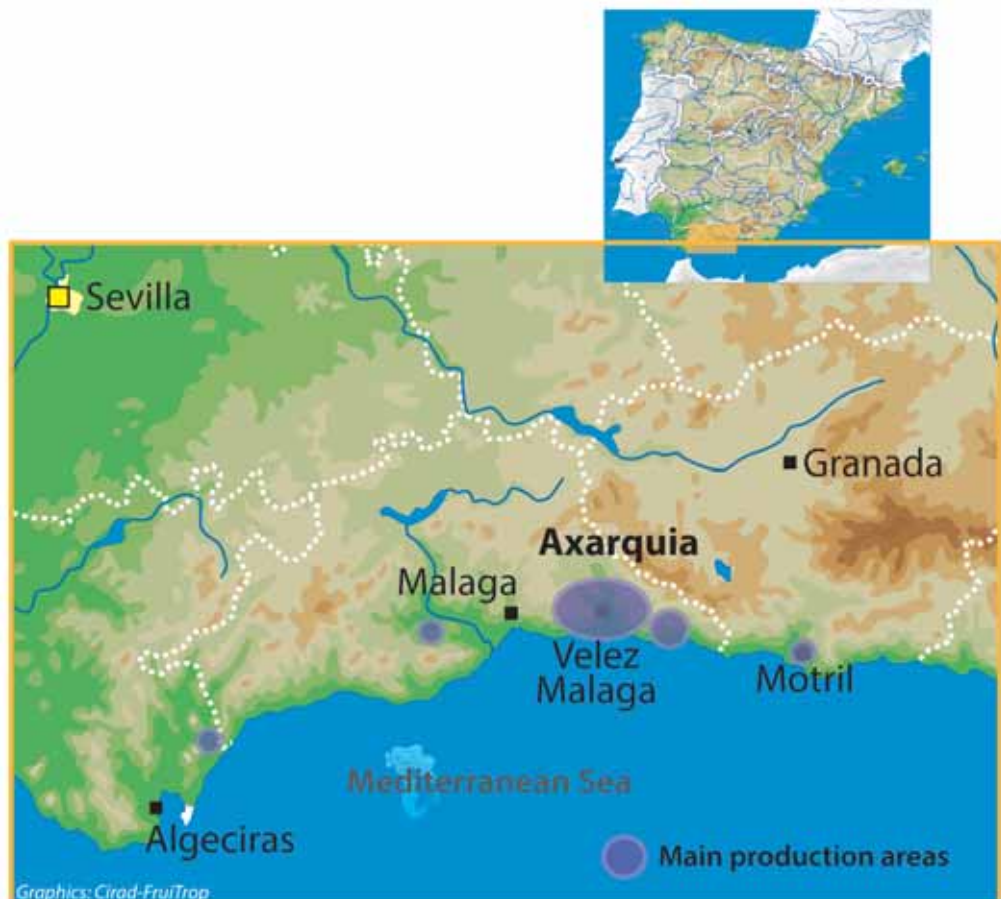 Sevilla
Granada
Axarquia
Malaga
Velez
Malaga
Motril
Mediterranean Sea
Algeciras
Main production areas
Graphics: Cirad-FruiTrop